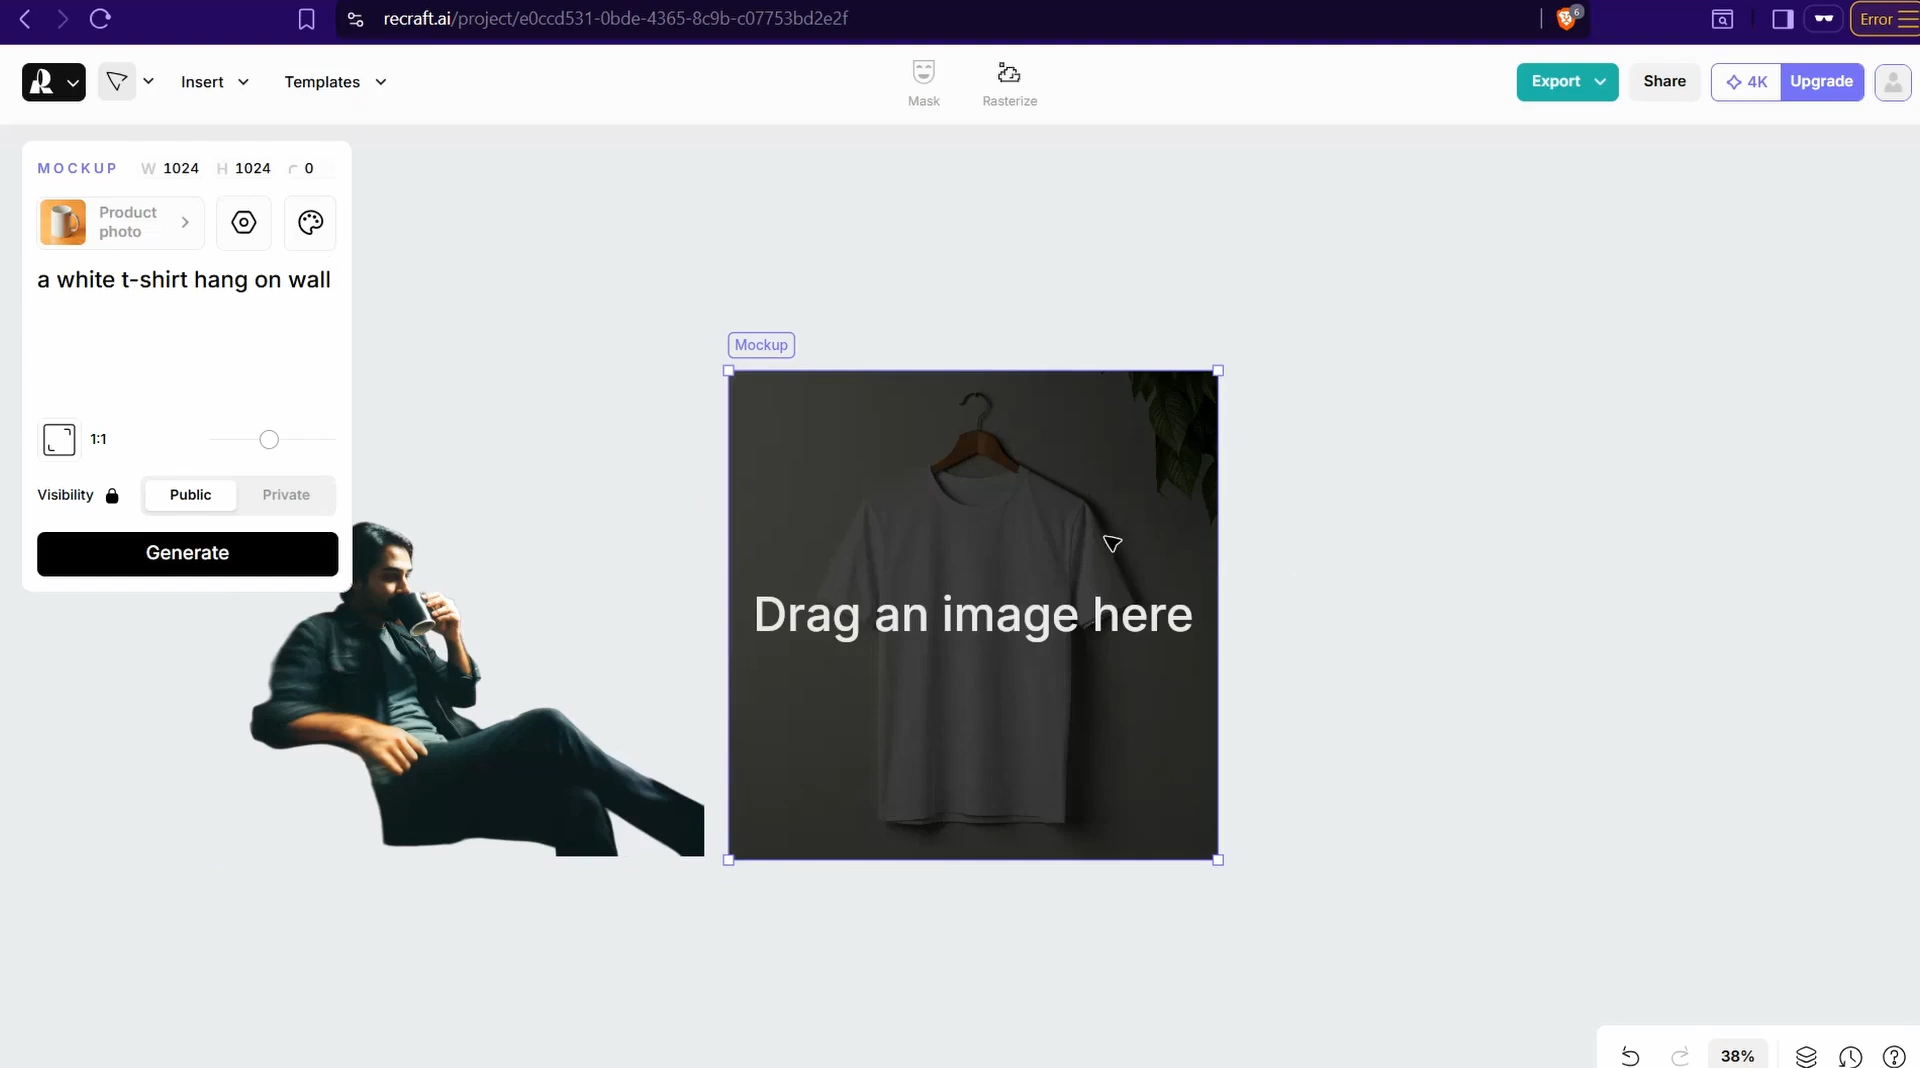 recraft.ai/project/e0ccd531-0bde-4365-8c9b-c07753bd2e2f
6
Error
Insert
Templates
Mask
Rasterize
Export
Share
4K
Upgrade
MOCKUP W 1024 H 1024 0
Product
photo
a white t-shirt hang on wall
1:1
Visibility
Public
Private
Generate
Mockup
Drag an image here
38%